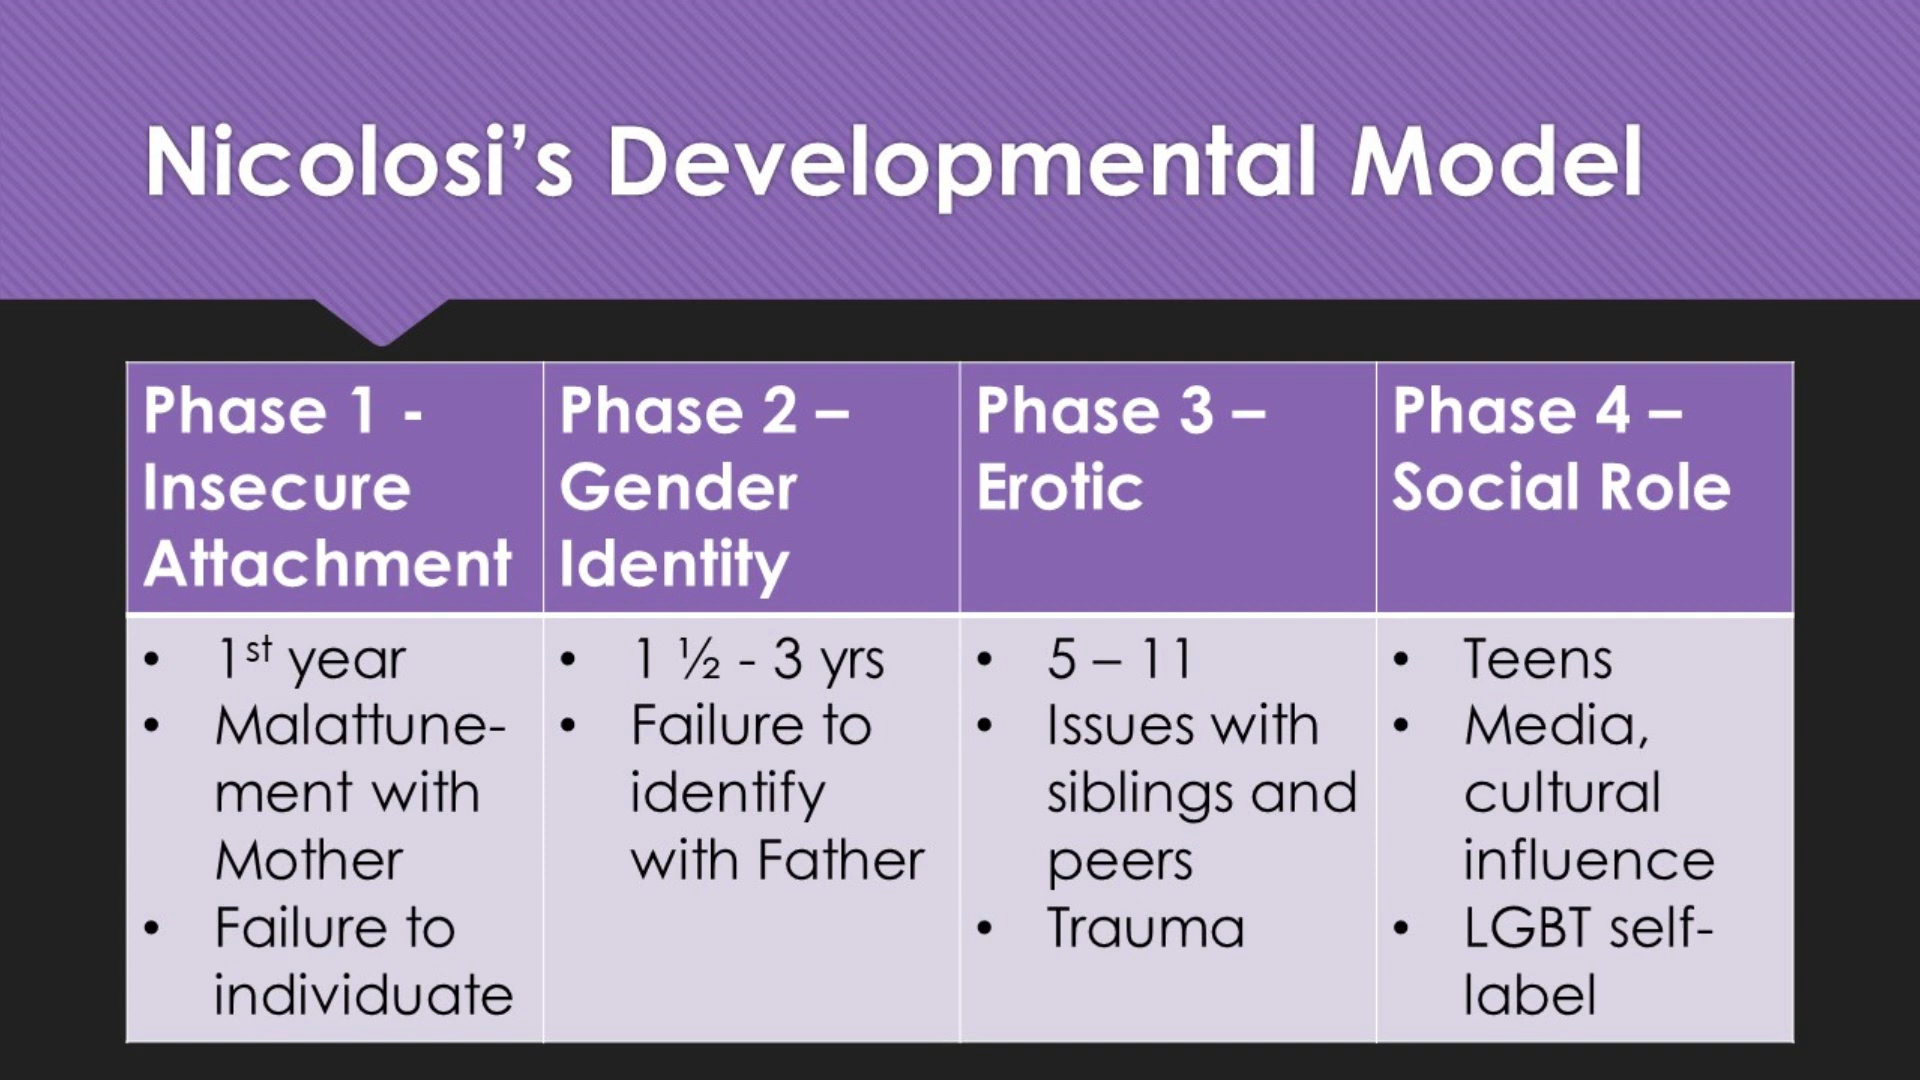 Nicolosi’s Developmental Model
Phase 1 -
Insecure
Attachment
Phase 2 –
Gender
Identity
Phase 3 –
Erotic
Phase 4 –
Social Role
• 1st year
• Malattune-
ment with
Mother
• Failure to
individuate
• 1 ½ - 3 yrs
• Failure to
identify
with Father
• 5 – 11
• Issues with
siblings and
peers
• Trauma
• Teens
• Media,
cultural
influence
• LGBT self-
label